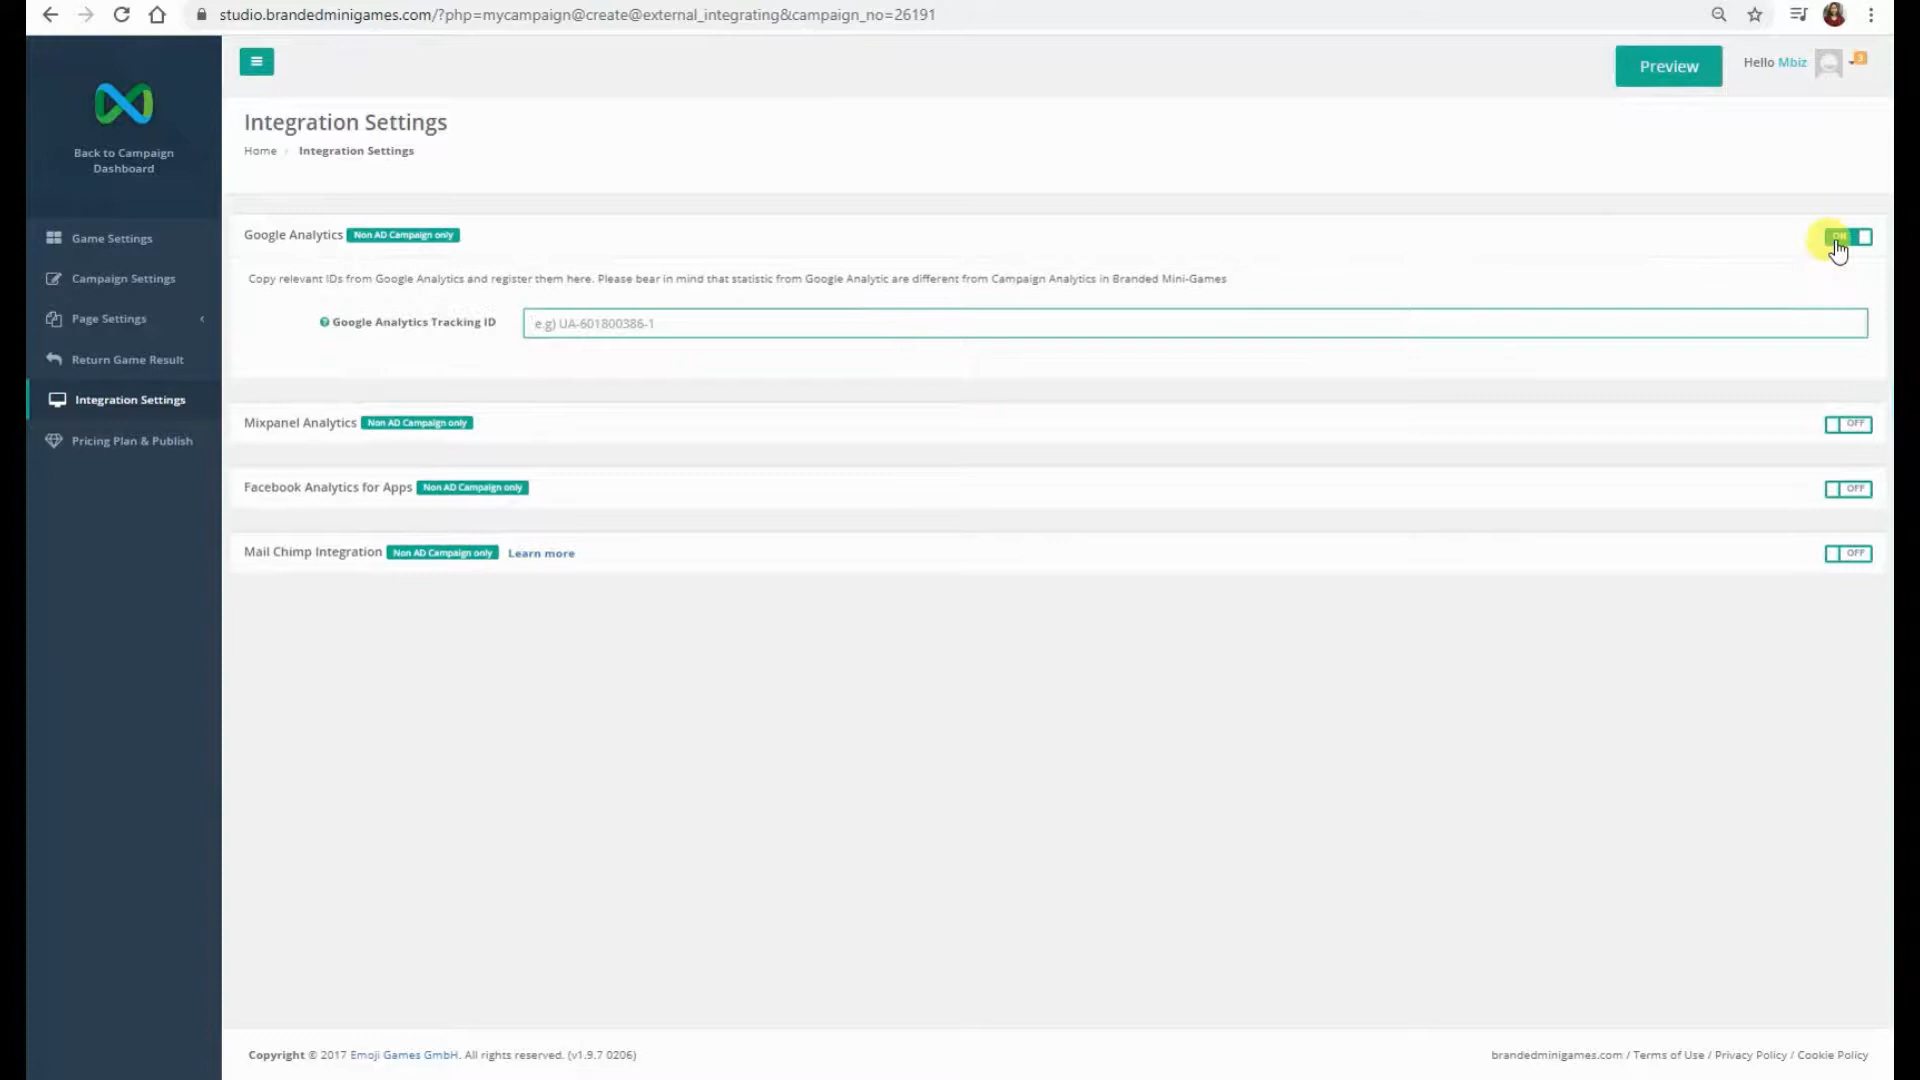 studio.brandedminigames.com/?php=mycampaign@create@external_integrating&campaign_no=26191
Preview
Hello Mbiz
3
Back to Campaign
Dashboard
Integration Settings
Home / Integration Settings
Game Settings
Campaign Settings
Page Settings
Return Game Result
Integration Settings
Pricing Plan & Publish
Google Analytics Non AD Campaign only
ON
Copy relevant IDs from Google Analytics and register them here. Please bear in mind that statistic from Google Analytic are different from Campaign Analytics in Branded Mini-Games
Google Analytics Tracking ID
e.g) UA-601800386-1
Mixpanel Analytics Non AD Campaign only
OFF
Facebook Analytics for Apps Non AD Campaign only
OFF
Mail Chimp Integration Non AD Campaign only Learn more
OFF
Copyright © 2017 Emoji Games GmbH. All rights reserved. (v1.9.7 0206)
brandedminigames.com / Terms of Use / Privacy Policy / Cookie Policy